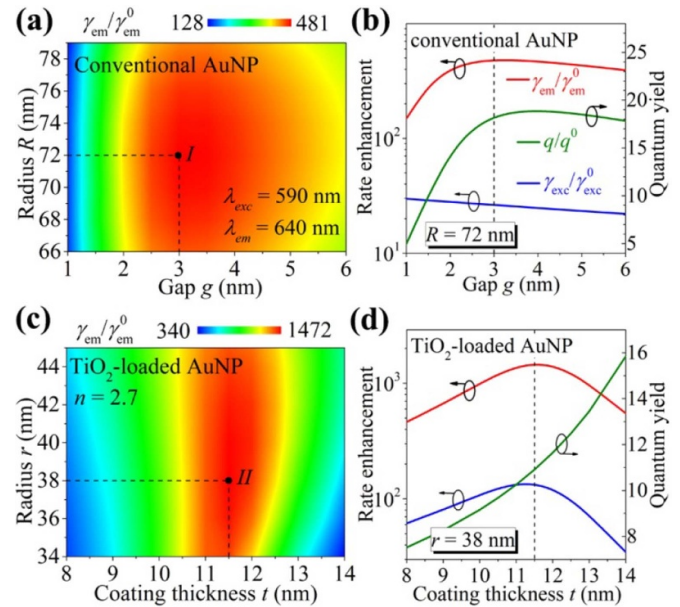 (a) γem/γ⁰em 128 481
Conventional AuNP
I
λexc = 590 nm
λem = 640 nm
Radius R (nm)
78
76
74
72
70
68
66
1 2 3 4 5 6
Gap g (nm)
(b) conventional AuNP
γem/γ⁰em
q/q⁰
γexc/γ⁰exc
R = 72 nm
Rate enhancement
10²
10¹
Quantum yield
25
20
15
10
5
1 2 3 4 5 6
Gap g (nm)
(c) γem/γ⁰em 340 1472
TiO₂-loaded AuNP
n = 2.7
II
Radius r (nm)
44
42
40
38
36
34
8 9 10 11 12 13 14
Coating thickness t (nm)
(d) TiO₂-loaded AuNP
r = 38 nm
Rate enhancement
10³
10²
Quantum yield
16
14
12
10
8
8 9 10 11 12 13 14
Coating thickness t (nm)